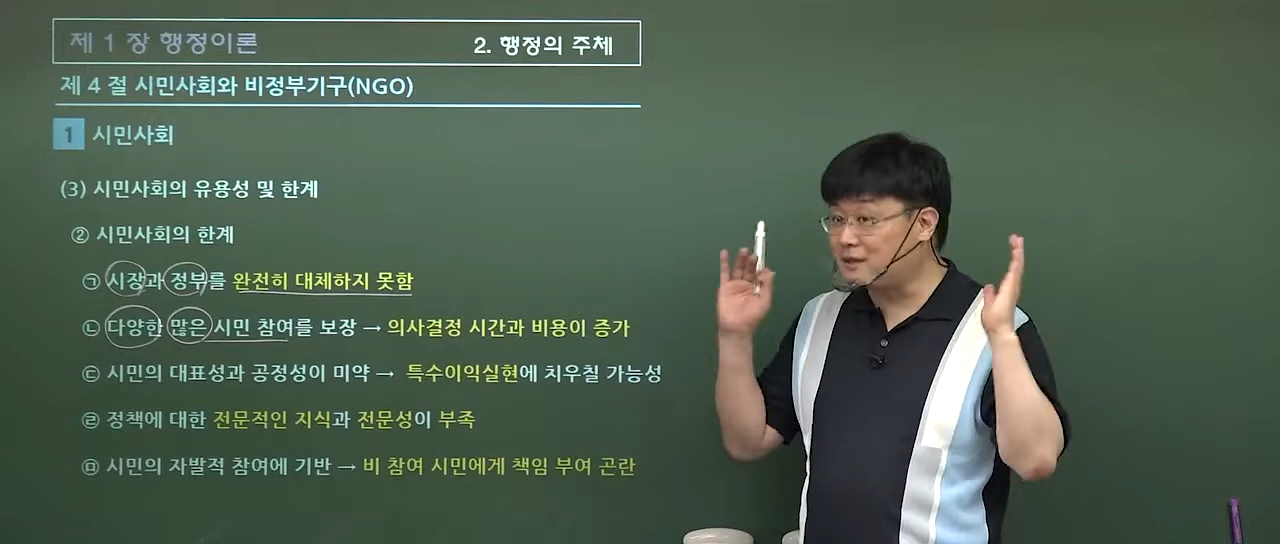 제 1 장 행정이론 2. 행정의 주체
제 4 절 시민사회와 비정부기구(NGO)
1 시민사회
(3) 시민사회의 유용성 및 한계
② 시민사회의 한계
㉠ 시장과 정부를 완전히 대체하지 못함
㉡ 다양한 많은 시민 참여를 보장 → 의사결정 시간과 비용이 증가
㉢ 시민의 대표성과 공정성이 미약 → 특수이익실현에 치우칠 가능성
㉣ 정책에 대한 전문적인 지식과 전문성이 부족
㉤ 시민의 자발적 참여에 기반 → 비 참여 시민에게 책임 부여 곤란